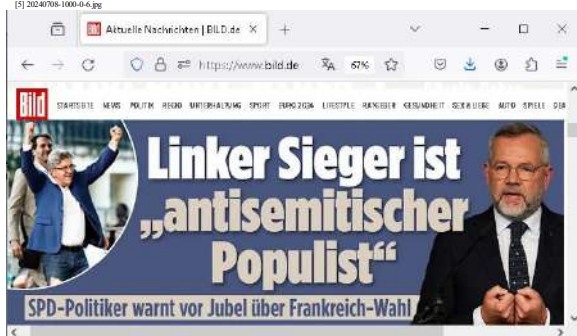 [5] 20240708-1000-0-6.jpg
Aktuelle Nachrichten | BILD.de
https://www.bild.de 67%
Bild STARTSEITE NEWS POLITIK REGIO UNTERHALTUNG SPORT EURO 2024 LIFESTYLE RATGEBER GESUNDHEIT SEX & LIEBE AUTO SPIELE
Linker Sieger ist
„antisemitischer
Populist“
SPD-Politiker warnt vor Jubel über Frankreich-Wahl